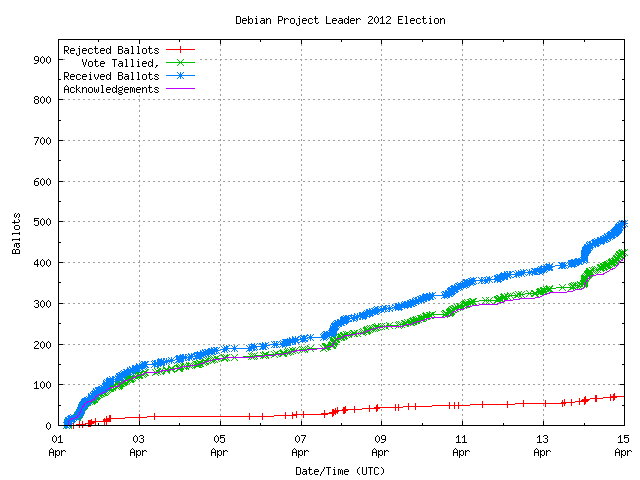 Debian Project Leader 2012 Election
Rejected Ballots
Vote Tallied,
Received Ballots
Acknowledgements
900
800
700
600
500
400
300
200
100
0
Ballots
01 03 05 07 09 11 13 15
Apr Apr Apr Apr Apr Apr Apr Apr
Date/Time (UTC)